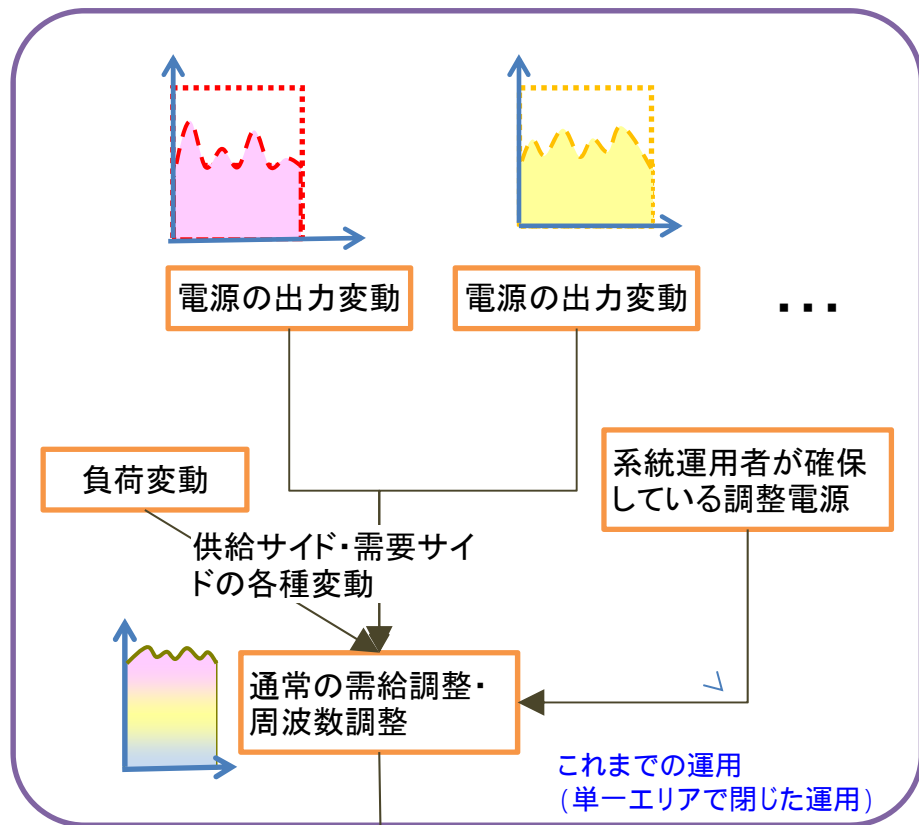 電源の出力変動
電源の出力変動
...
負荷変動
系統運用者が確保
している調整電源
供給サイド・需要サイ
ドの各種変動
通常の需給調整・
周波数調整
これまでの運用
(単一エリアで閉じた運用)